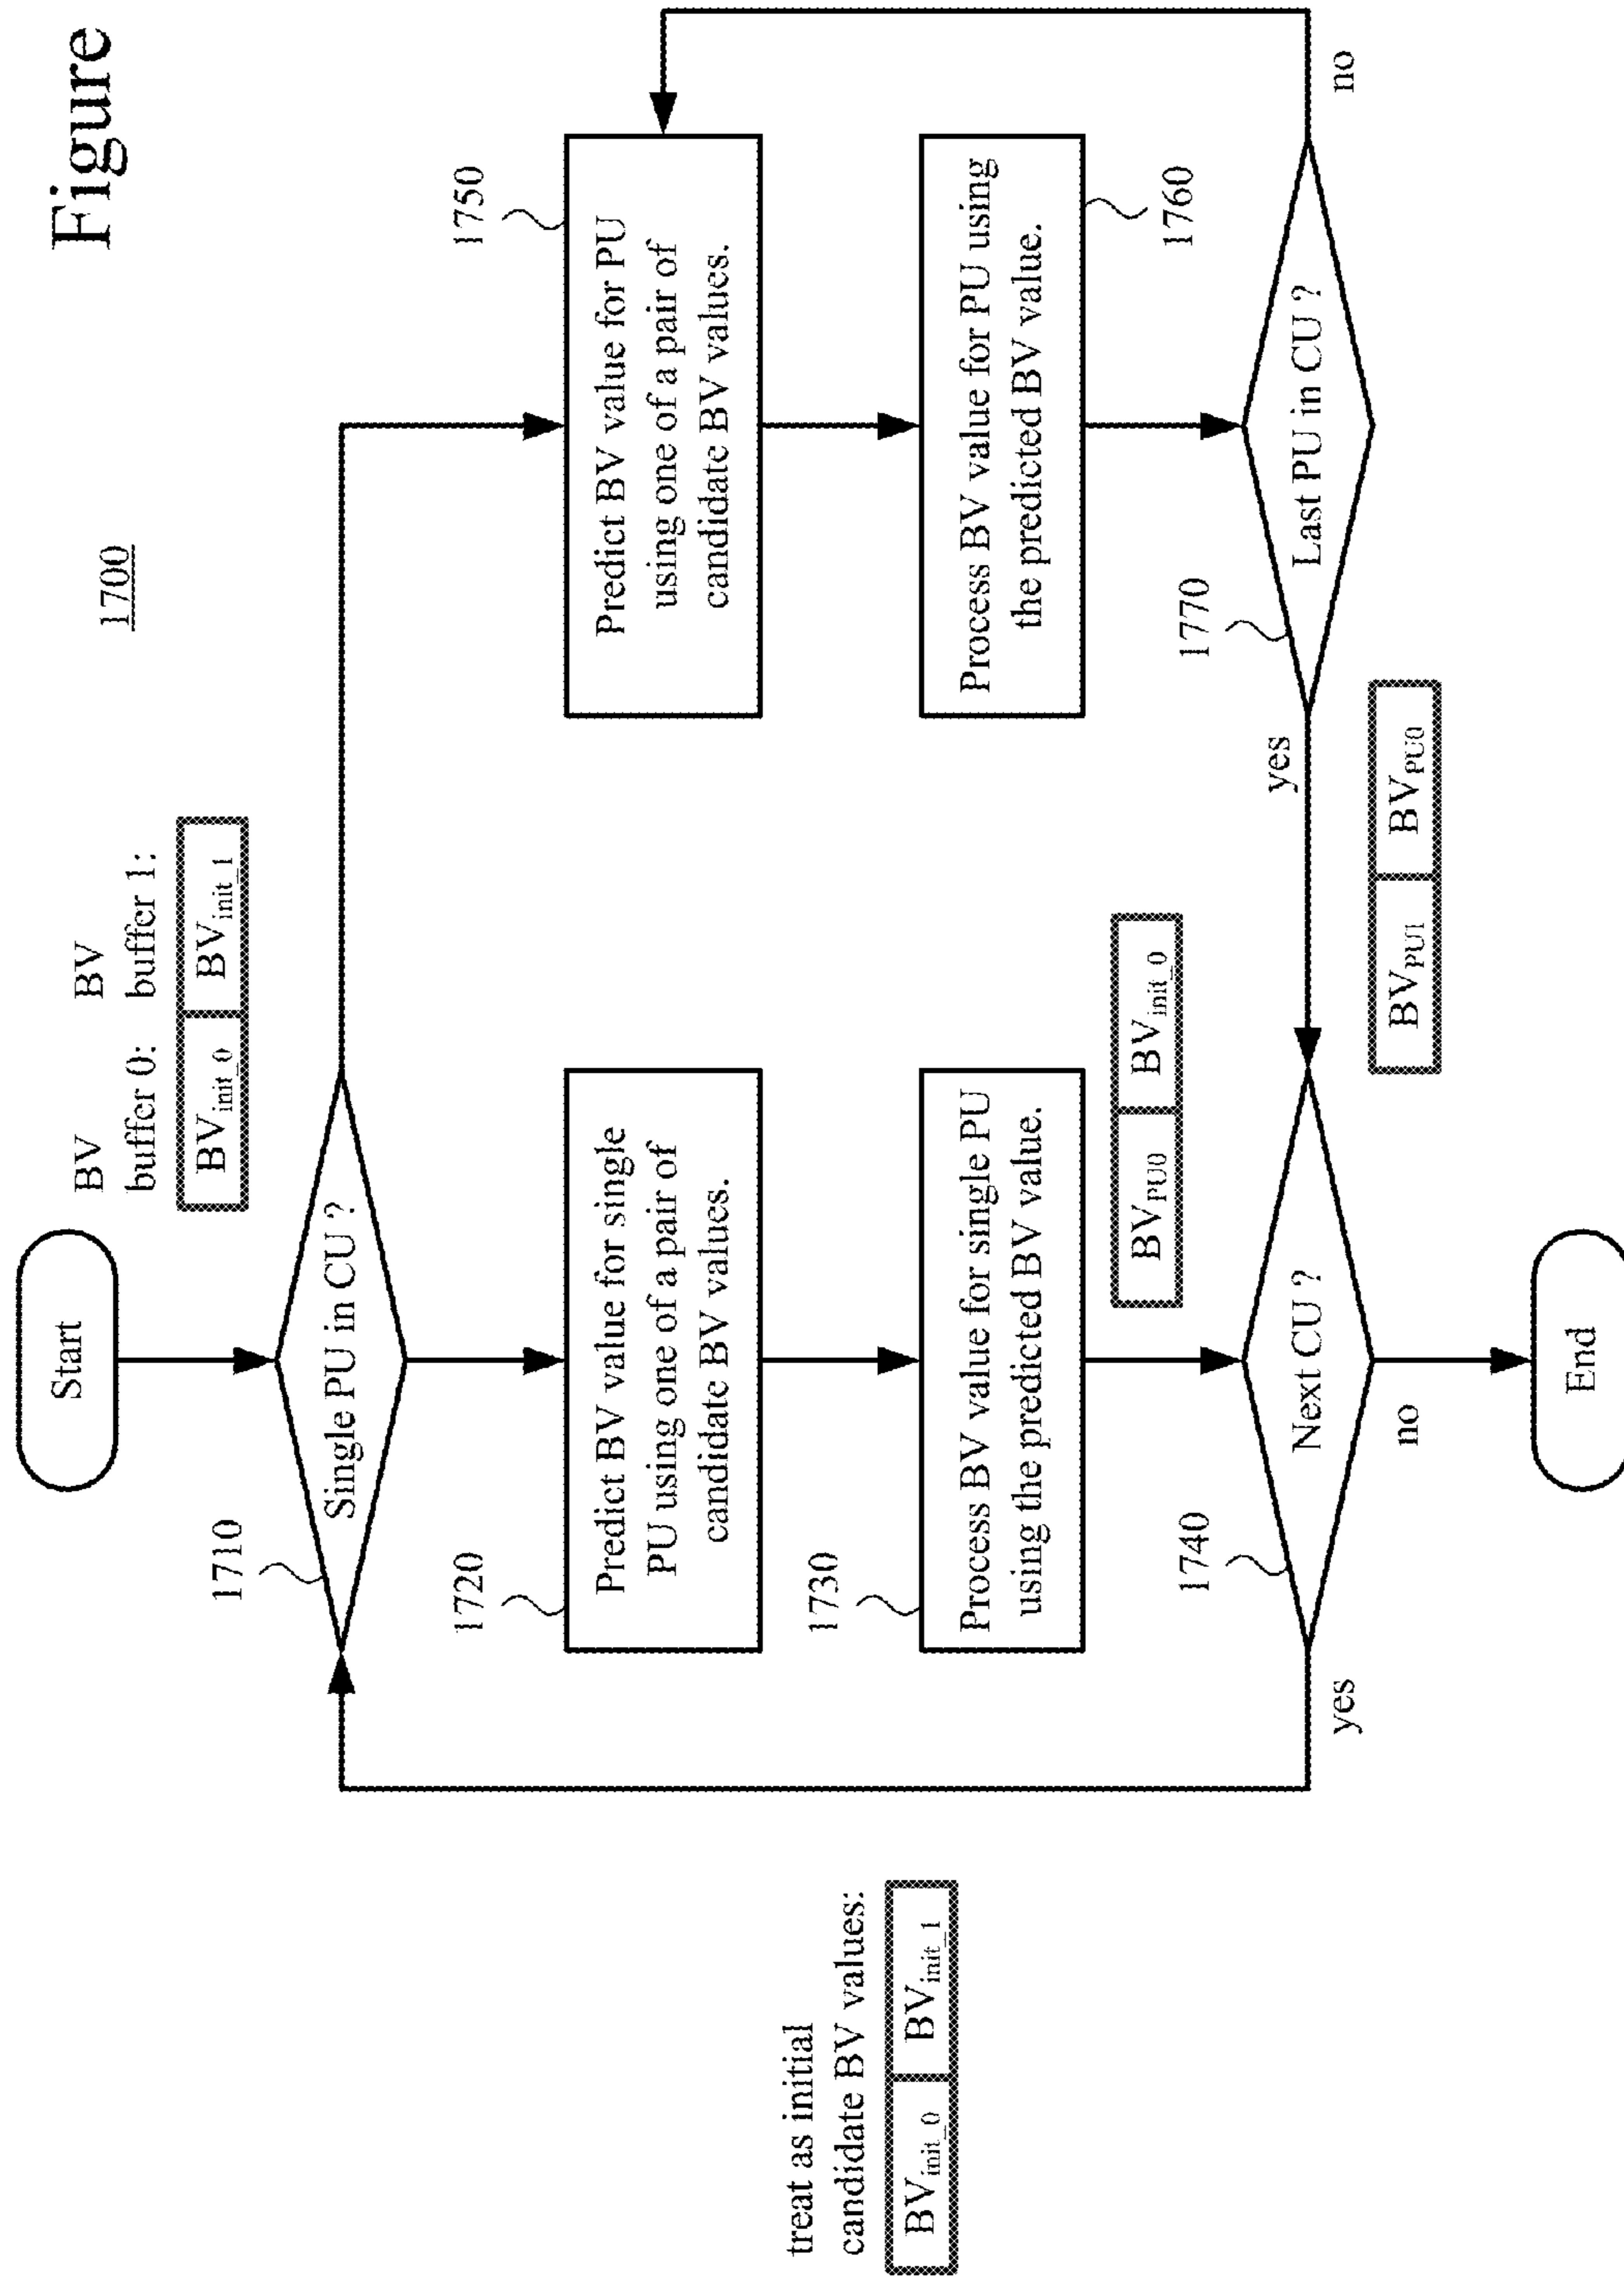 Figure
1700
Start
BV
buffer 0:
BV
buffer 1:
BVinit_0
BVinit_1
1710
Single PU in CU ?
1720
Predict BV value for single
PU using one of a pair of
candidate BV values.
1750
Predict BV value for PU
using one of a pair of
candidate BV values.
1730
Process BV value for single PU
using the predicted BV value.
1760
Process BV value for PU using
the predicted BV value.
treat as initial
candidate BV values:
BVinit_0
BVinit_1
BVPU0
BVinit_0
1740
Next CU ?
yes
no
1770
Last PU in CU ?
yes
no
BVPU1
BVPU0
End